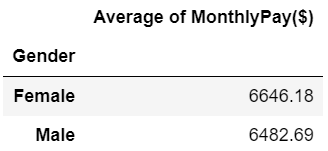 Average of MonthlyPay($)
Gender
Female 6646.18
Male 6482.69